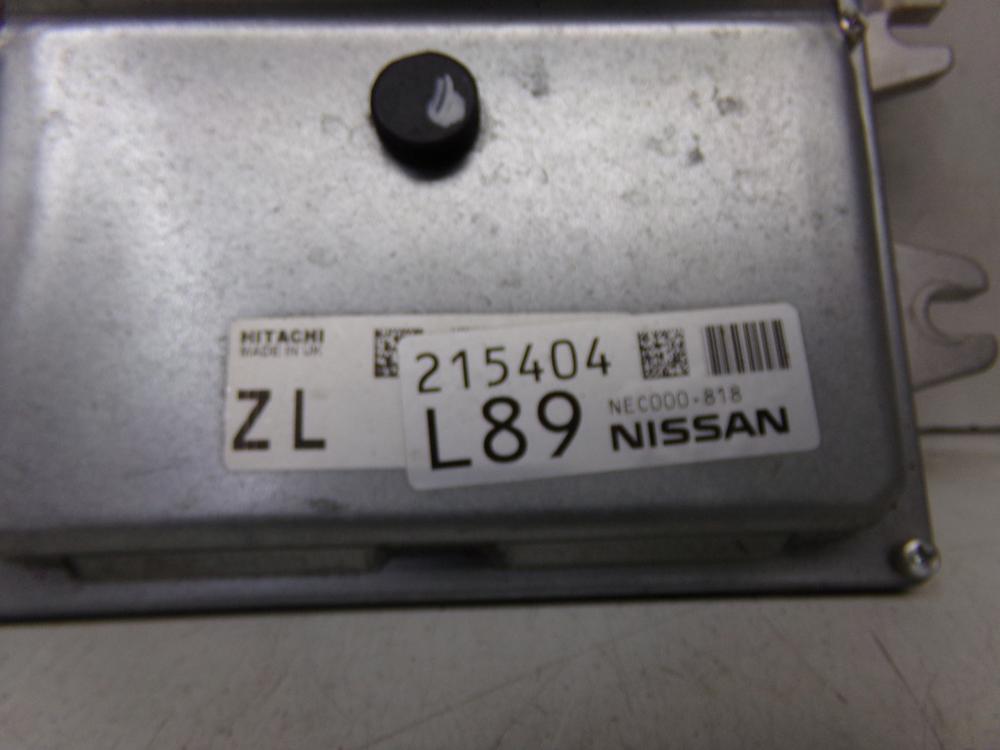 HITACHI
MADE IN UK
ZL
215404
L89
NEC000-818
NISSAN